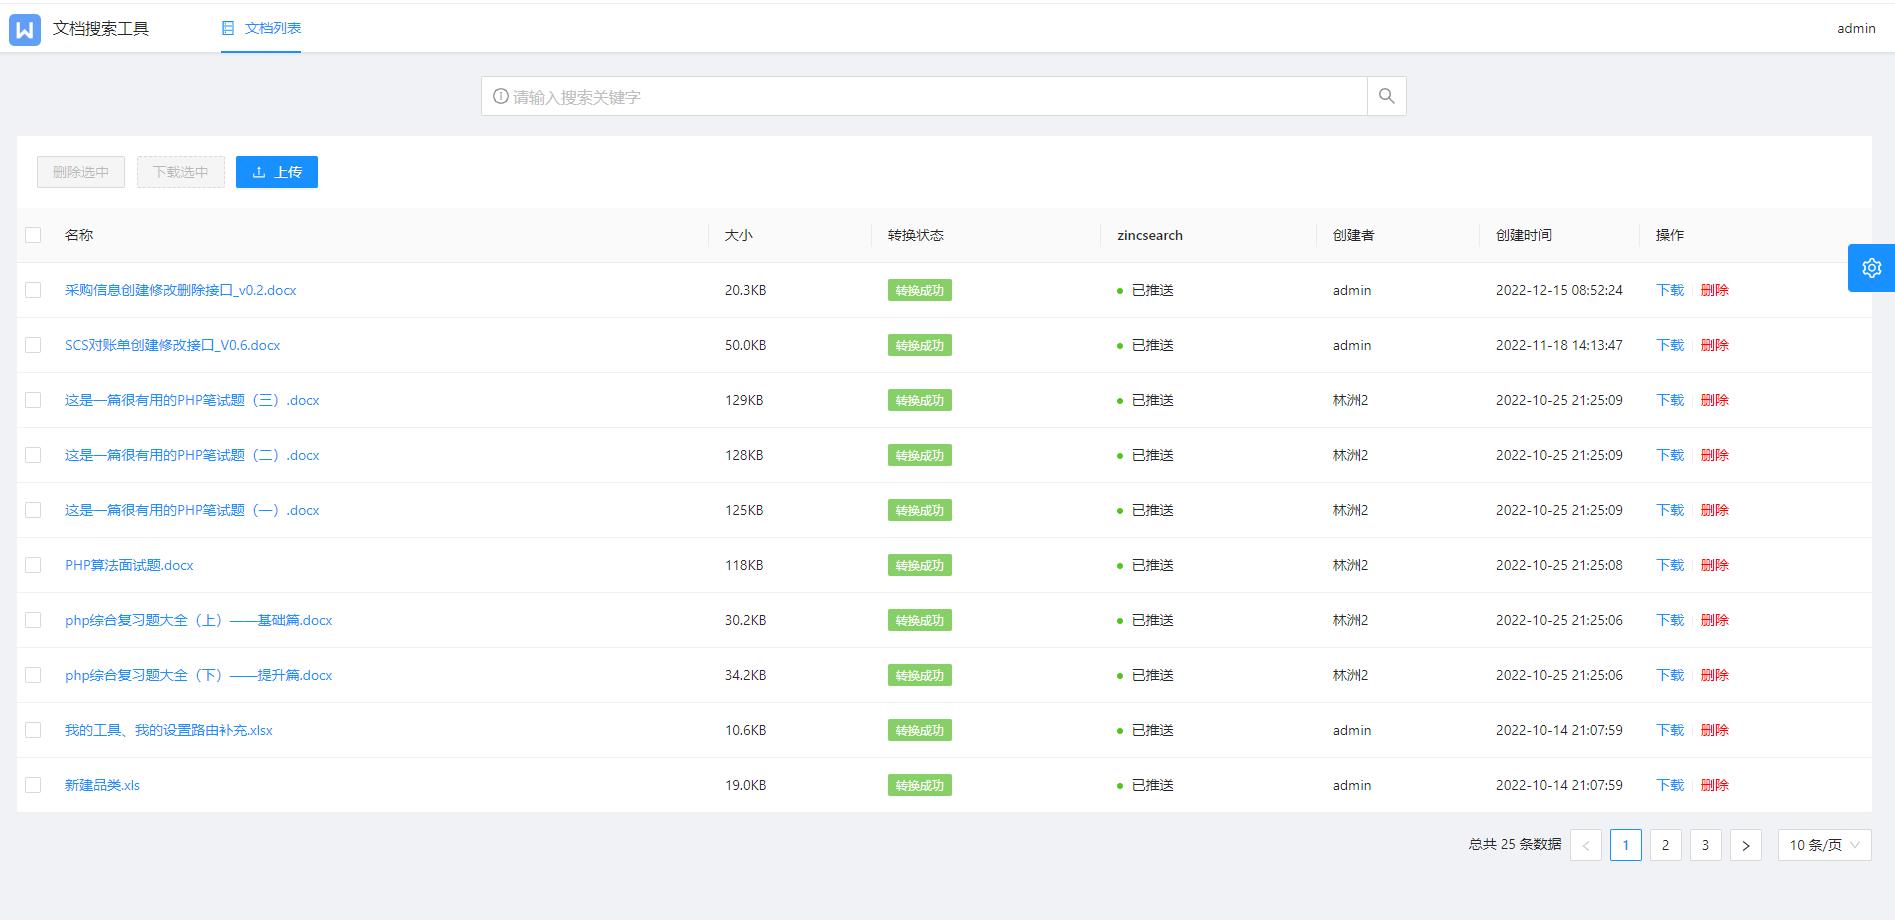 文档搜索工具 文档列表 admin
请输入搜索关键字
删除选中 下载选中 上传
名称 大小 转换状态 zincsearch 创建者 创建时间 操作
采购信息创建修改删除接口_v0.2.docx 20.3KB 转换成功 已推送 admin 2022-12-15 08:52:24 下载 删除
SCS对账单创建修改接口_V0.6.docx 50.0KB 转换成功 已推送 admin 2022-11-18 14:13:47 下载 删除
这是一篇很有用的PHP笔试题（三）.docx 129KB 转换成功 已推送 林洲2 2022-10-25 21:25:09 下载 删除
这是一篇很有用的PHP笔试题（二）.docx 128KB 转换成功 已推送 林洲2 2022-10-25 21:25:09 下载 删除
这是一篇很有用的PHP笔试题（一）.docx 125KB 转换成功 已推送 林洲2 2022-10-25 21:25:09 下载 删除
PHP算法面试题.docx 118KB 转换成功 已推送 林洲2 2022-10-25 21:25:08 下载 删除
php综合复习题大全（上）——基础篇.docx 30.2KB 转换成功 已推送 林洲2 2022-10-25 21:25:06 下载 删除
php综合复习题大全（下）——提升篇.docx 34.2KB 转换成功 已推送 林洲2 2022-10-25 21:25:06 下载 删除
我的工具、我的设置路由补充.xlsx 10.6KB 转换成功 已推送 admin 2022-10-14 21:07:59 下载 删除
新建品类.xls 19.0KB 转换成功 已推送 admin 2022-10-14 21:07:59 下载 删除
总共 25 条数据 < 1 2 3 > 10 条/页